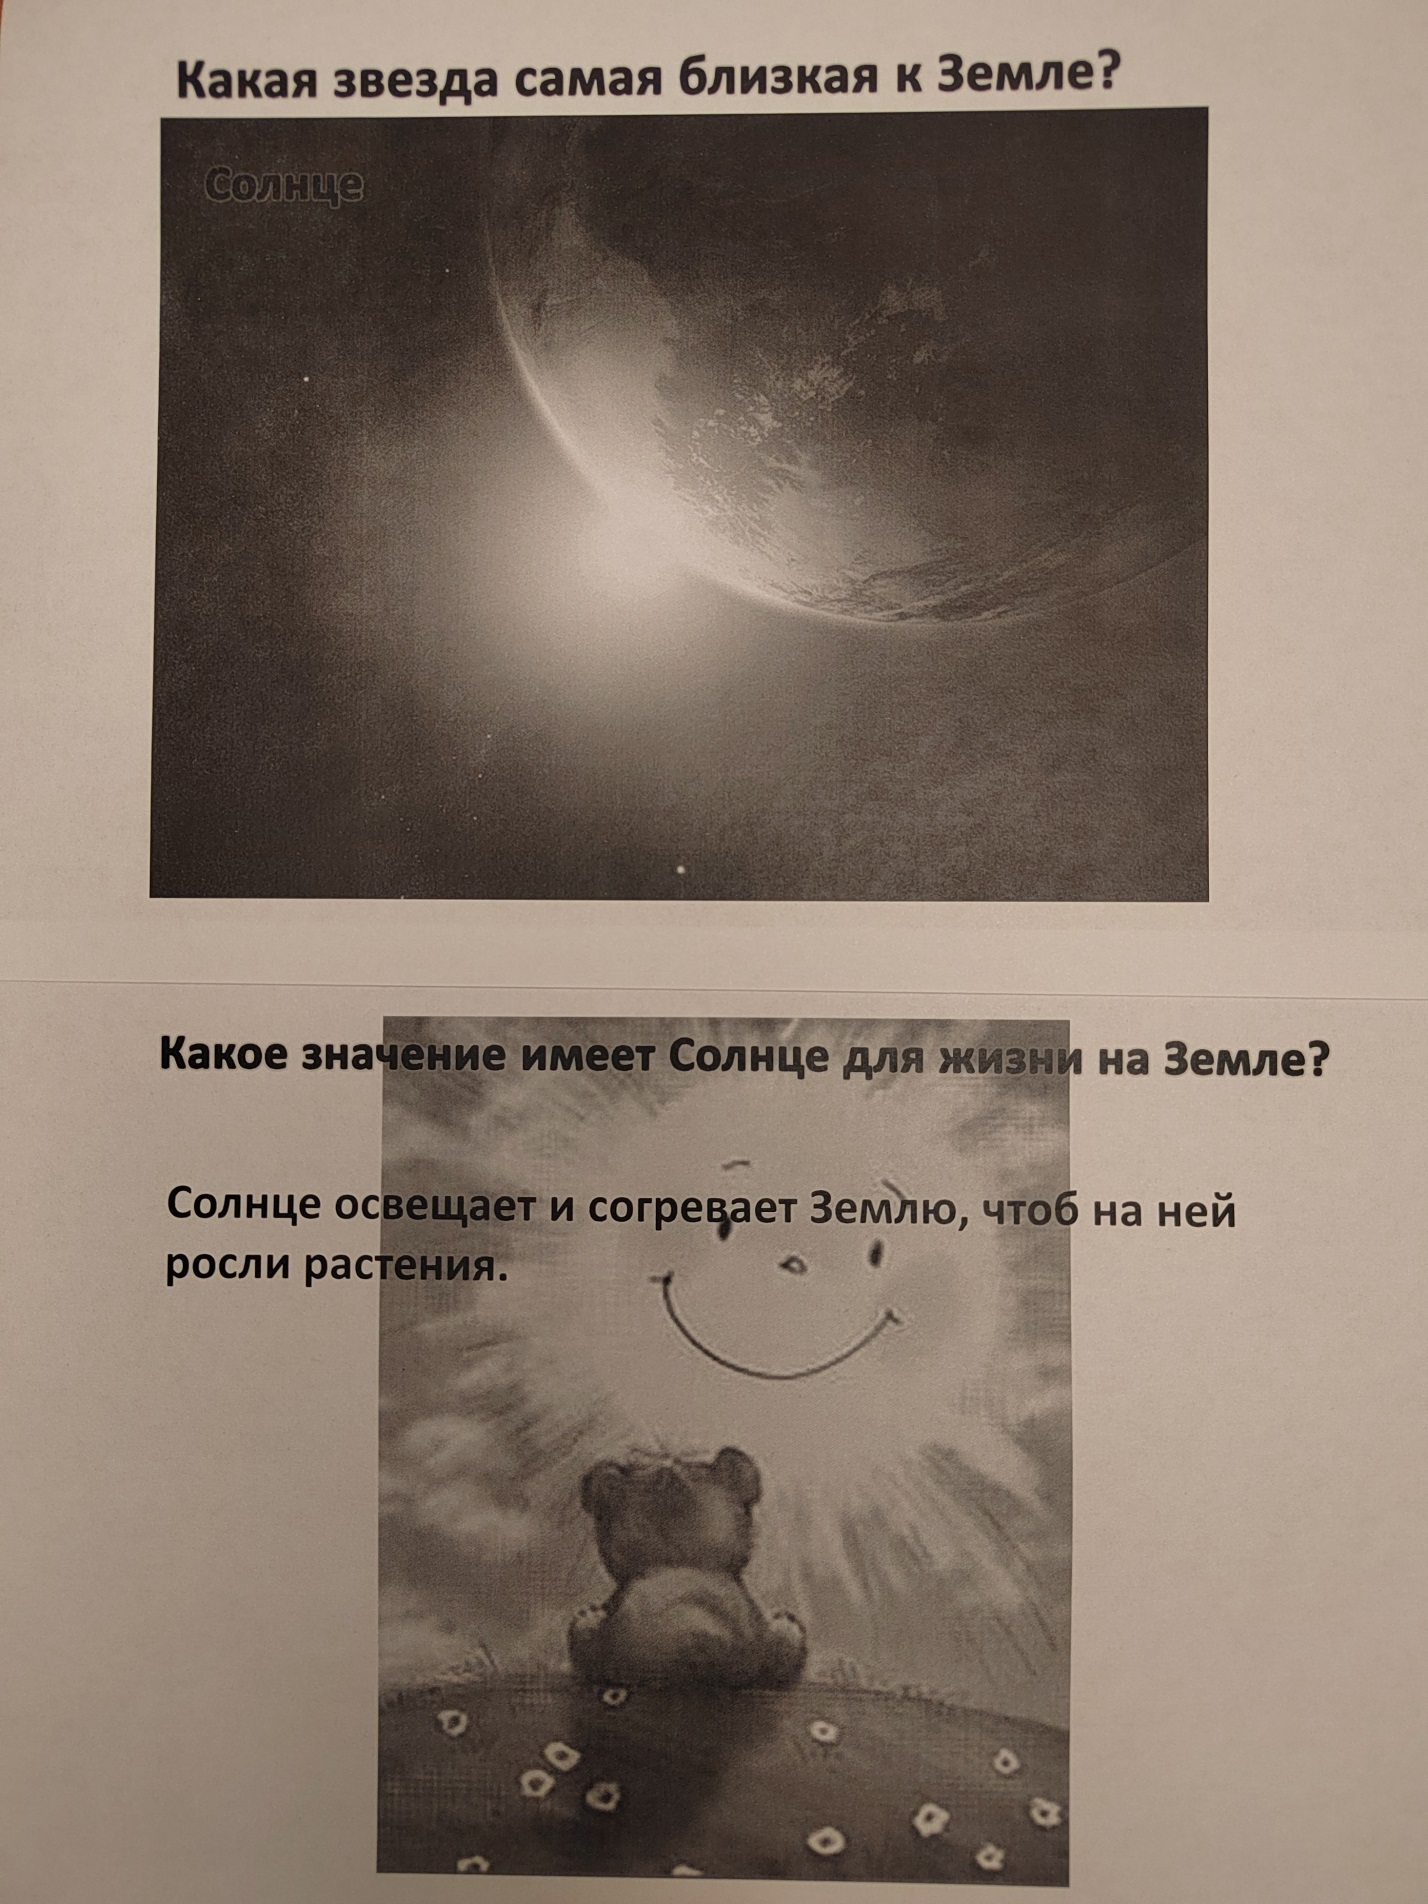 Какая звезда самая близкая к Земле?
Солнце
Какое значение имеет Солнце для жизни на Земле?
Солнце освещает и согревает Землю, чтоб на ней
росли растения.